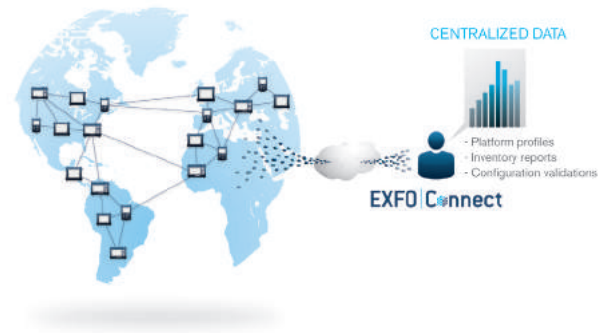 CENTRALIZED DATA
- Platform profiles
- Inventory reports
- Configuration validations
EXFO | Connect